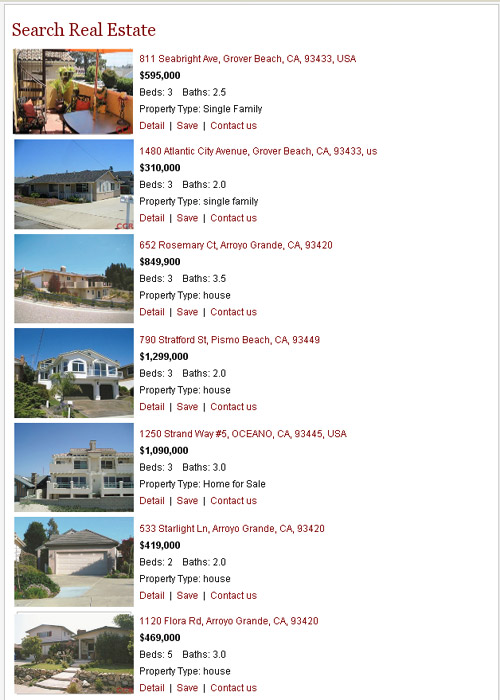 Search Real Estate
811 Seabright Ave, Grover Beach, CA, 93433, USA
$595,000
Beds: 3 Baths: 2.5
Property Type: Single Family
Detail | Save | Contact us
1480 Atlantic City Avenue, Grover Beach, CA, 93433, us
$310,000
Beds: 3 Baths: 2.0
Property Type: single family
Detail | Save | Contact us
652 Rosemary Ct, Arroyo Grande, CA, 93420
$849,900
Beds: 3 Baths: 3.5
Property Type: house
Detail | Save | Contact us
790 Stratford St, Pismo Beach, CA, 93449
$1,299,000
Beds: 3 Baths: 2.0
Property Type: house
Detail | Save | Contact us
1250 Strand Way #5, OCEANO, CA, 93445, USA
$1,090,000
Beds: 3 Baths: 3.0
Property Type: Home for Sale
Detail | Save | Contact us
533 Starlight Ln, Arroyo Grande, CA, 93420
$419,000
Beds: 2 Baths: 2.0
Property Type: house
Detail | Save | Contact us
1120 Flora Rd, Arroyo Grande, CA, 93420
$469,000
Beds: 5 Baths: 3.0
Property Type: house
Detail | Save | Contact us